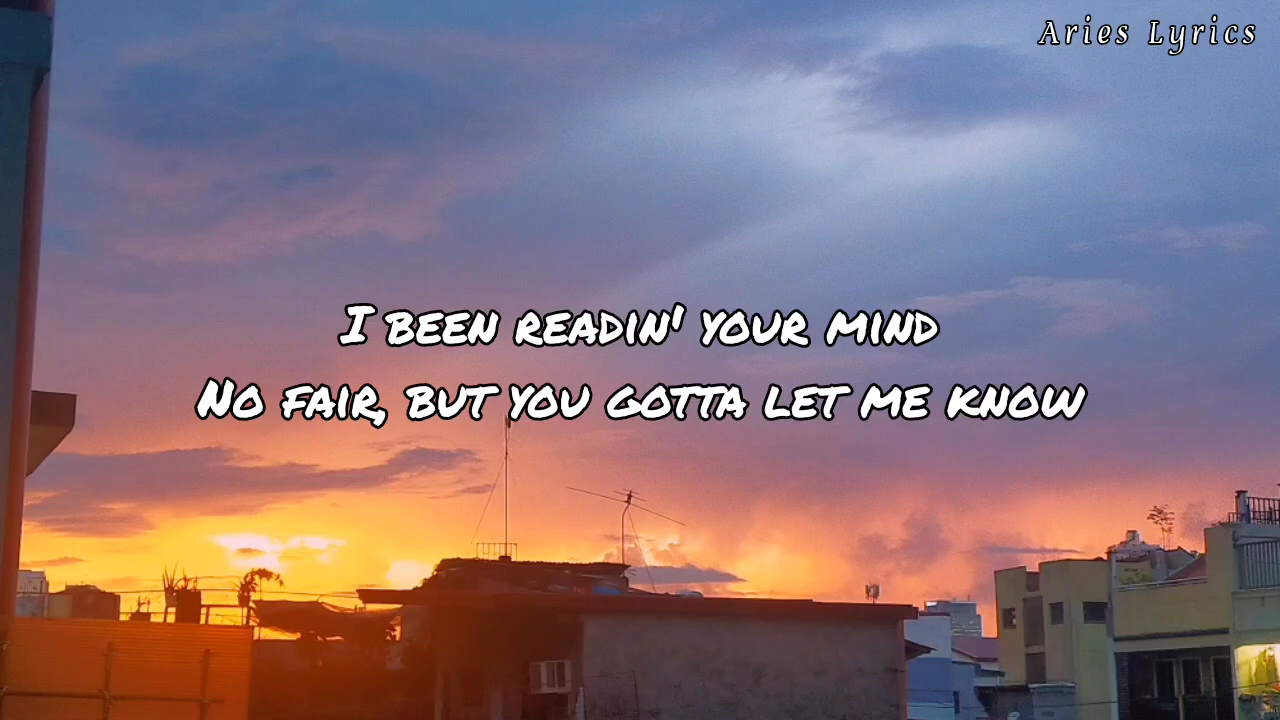 Aries Lyrics
I BEEN READIN' YOUR MIND
NO FAIR, BUT YOU GOTTA LET ME KNOW